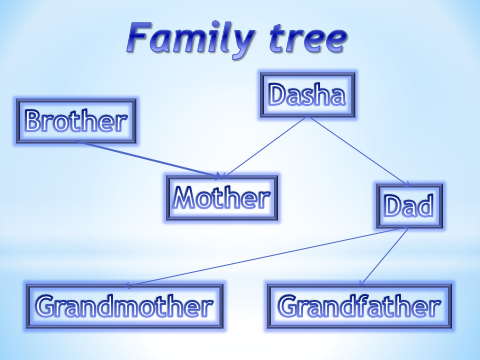 Family tree
Dasha
Brother
Mother
Dad
Grandmother
Grandfather